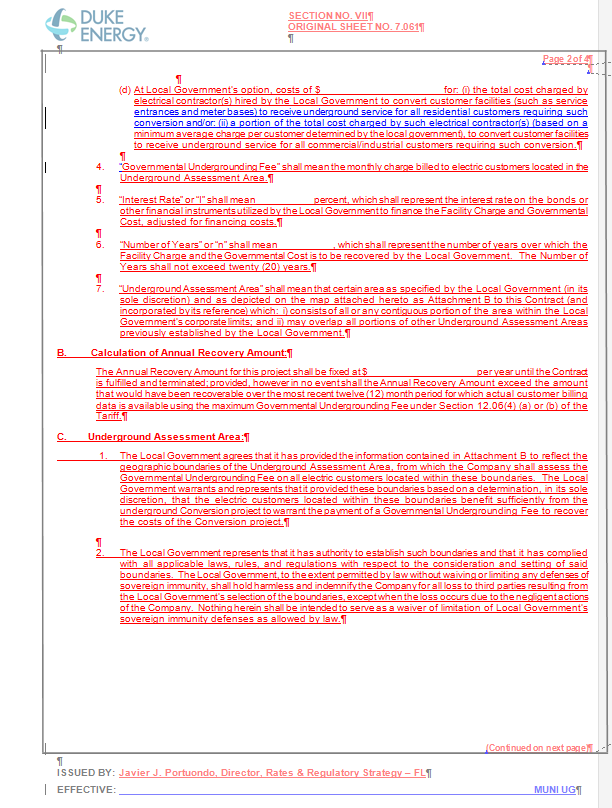 DUKE
ENERGY®
SECTION NO. VII¶
ORIGINAL SHEET NO. 7.061¶
¶
¶
Page 2 of 4¶
¶
¶
(d) At Local Government's option, costs of $ for: (i) the total cost charged by
electrical contractor(s) hired by the Local Government to convert customer facilities (such as service
entrances and meter bases) to receive underground service for all residential customers requiring such
conversion and/or: (ii) a portion of the total cost charged by such electrical contractor(s) (based on a
minimum average charge per customer determined by the local government), to convert customer facilities
to receive underground service for all commercial/industrial customers requiring such conversion.¶
¶
4. "Governmental Undergrounding Fee" shall mean the monthly charge billed to electric customers located in the
Underground Assessment Area.¶
¶
5. "Interest Rate" or "I" shall mean percent, which shall represent the interest rate on the bonds or
other financial instruments utilized by the Local Government to finance the Facility Charge and Governmental
Cost, adjusted for financing costs.¶
¶
6. "Number of Years" or "n" shall mean , which shall represent the number of years over which the
Facility Charge and the Governmental Cost is to be recovered by the Local Government. The Number of
Years shall not exceed twenty (20) years.¶
¶
7. "Underground Assessment Area" shall mean that certain area as specified by the Local Government (in its
sole discretion) and as depicted on the map attached hereto as Attachment B to this Contract (and
incorporated by its reference) which: i) consists of all or any contiguous portion of the area within the Local
Government's corporate limits; and ii) may overlap all portions of other Underground Assessment Areas
previously established by the Local Government.¶
B. Calculation of Annual Recovery Amount:¶
The Annual Recovery Amount for this project shall be fixed at $ per year until the Contract
is fulfilled and terminated; provided, however in no event shall the Annual Recovery Amount exceed the amount
that would have been recoverable over the most recent twelve (12) month period for which actual customer billing
data is available using the maximum Governmental Undergrounding Fee under Section 12.06(4) (a) or (b) of the
Tariff.¶
C. Underground Assessment Area:¶
1. The Local Government agrees that it has provided the information contained in Attachment B to reflect the
geographic boundaries of the Underground Assessment Area, from which the Company shall assess the
Governmental Undergrounding Fee on all electric customers located within these boundaries. The Local
Government warrants and represents that it provided these boundaries based on a determination, in its sole
discretion, that the electric customers located within these boundaries benefit sufficiently from the
underground Conversion project to warrant the payment of a Governmental Undergrounding Fee to recover
the costs of the Conversion project.¶
¶
2. The Local Government represents that it has authority to establish such boundaries and that it has complied
with all applicable laws, rules, and regulations with respect to the consideration and setting of said
boundaries. The Local Government, to the extent permitted by law without waiving or limiting any defenses of
sovereign immunity, shall hold harmless and indemnify the Company for all loss to third parties resulting from
the Local Government's selection of the boundaries, except when the loss occurs due to the negligent actions
of the Company. Nothing herein shall be intended to serve as a waiver of limitation of Local Government's
sovereign immunity defenses as allowed by law.¶
(Continued on next page)¶
¶
ISSUED BY: Javier J. Portuondo, Director, Rates & Regulatory Strategy – FL¶
EFFECTIVE: MUNI UG¶